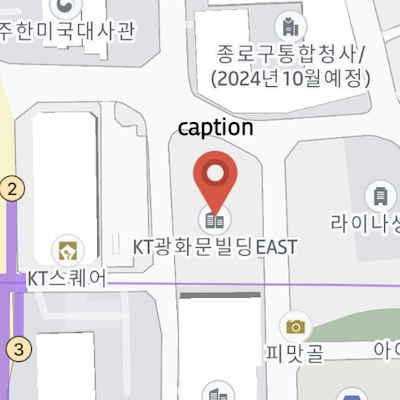 주한미국대사관
종로구통합청사/
(2024년10월예정)
caption
2
라이나생
KT광화문빌딩EAST
KT스퀘어
3
피맛골